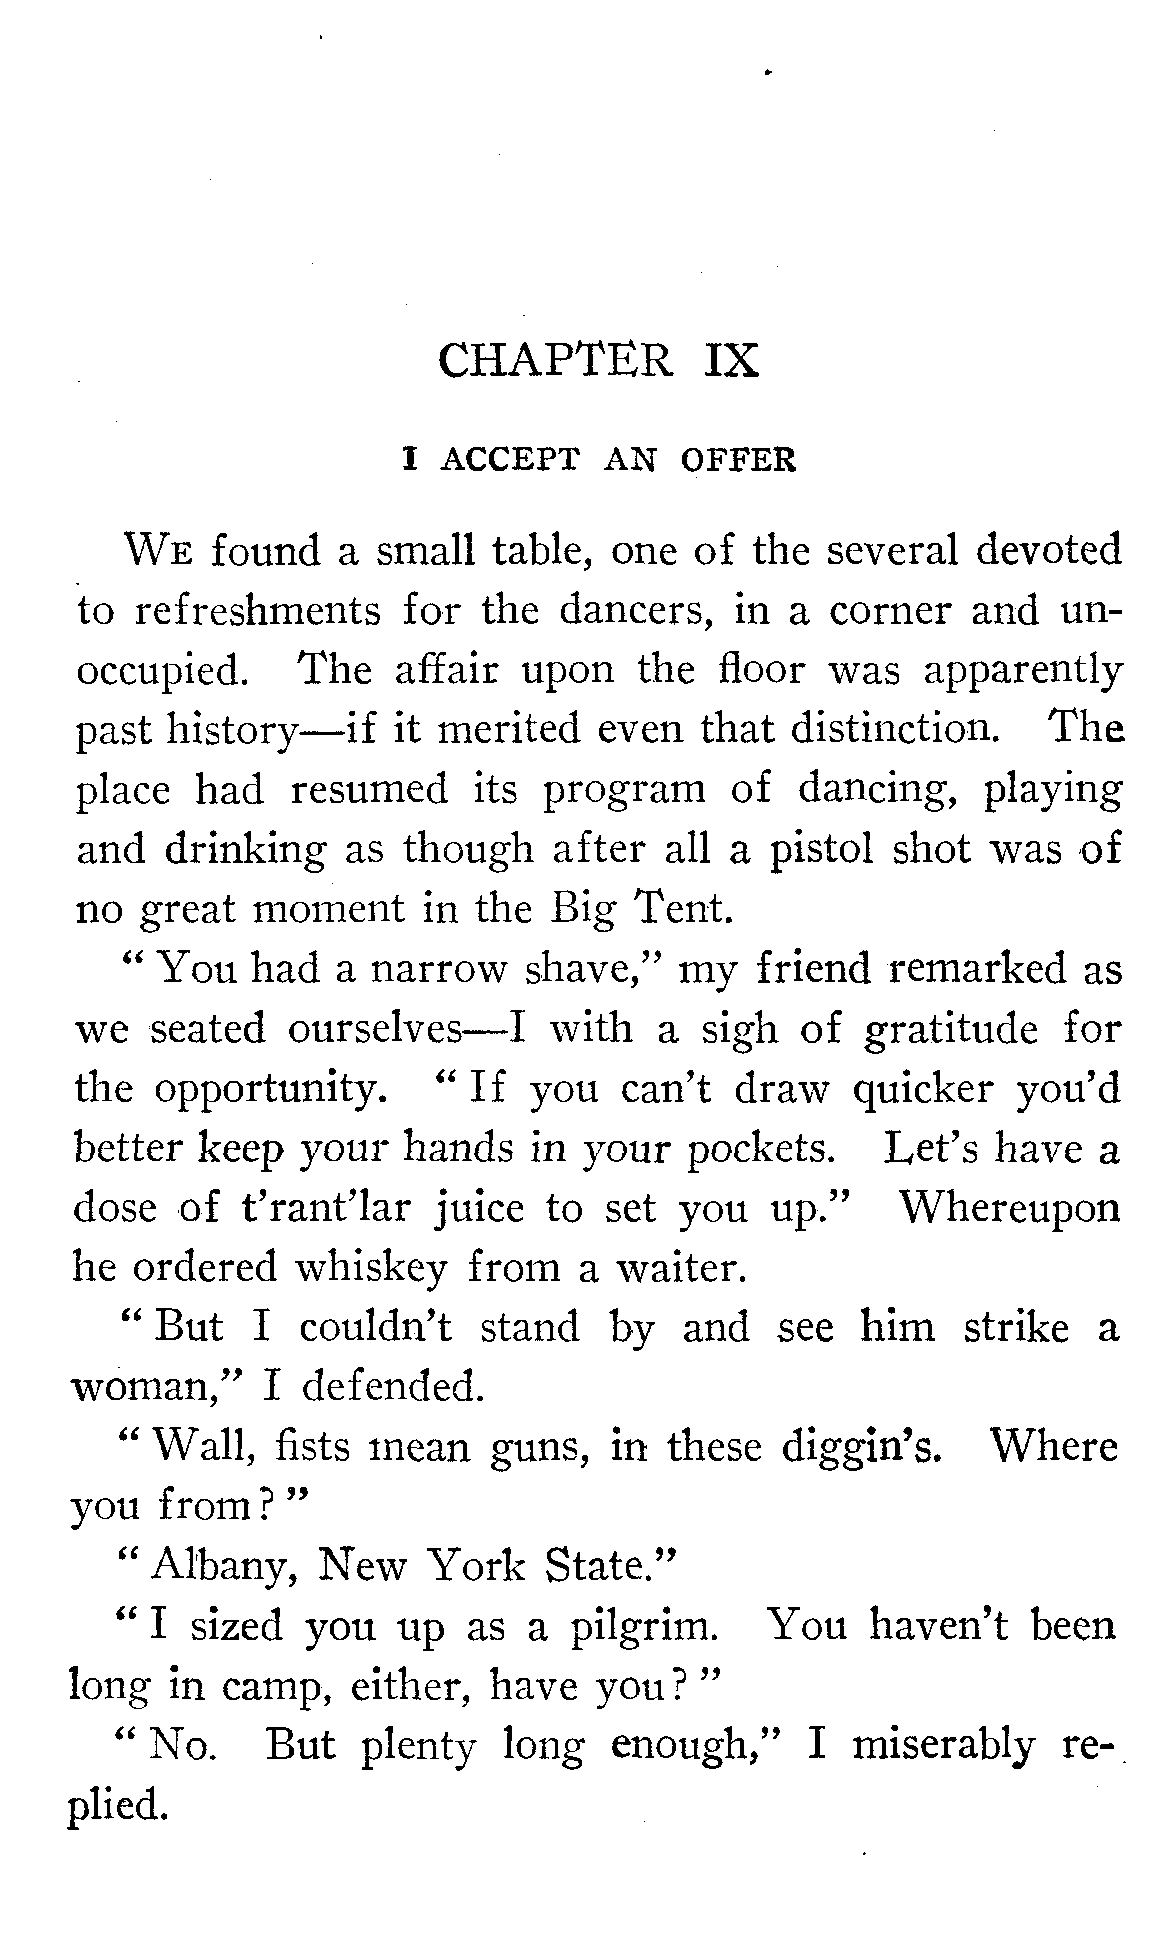 CHAPTER IX
I ACCEPT AN OFFER
WE found a small table, one of the several devoted
to refreshments for the dancers, in a corner and un-
occupied. The affair upon the floor was apparently
past history—if it merited even that distinction. The
place had resumed its program of dancing, playing
and drinking as though after all a pistol shot was of
no great moment in the Big Tent.
“ You had a narrow shave,” my friend remarked as
we seated ourselves—I with a sigh of gratitude for
the opportunity. “ If you can’t draw quicker you’d
better keep your hands in your pockets. Let’s have a
dose of t’rant’lar juice to set you up.” Whereupon
he ordered whiskey from a waiter.
“ But I couldn’t stand by and see him strike a
woman,” I defended.
“ Wall, fists mean guns, in these diggin’s. Where
you from? ”
“ Albany, New York State.”
“ I sized you up as a pilgrim. You haven’t been
long in camp, either, have you? ”
“ No. But plenty long enough,” I miserably re-
plied.